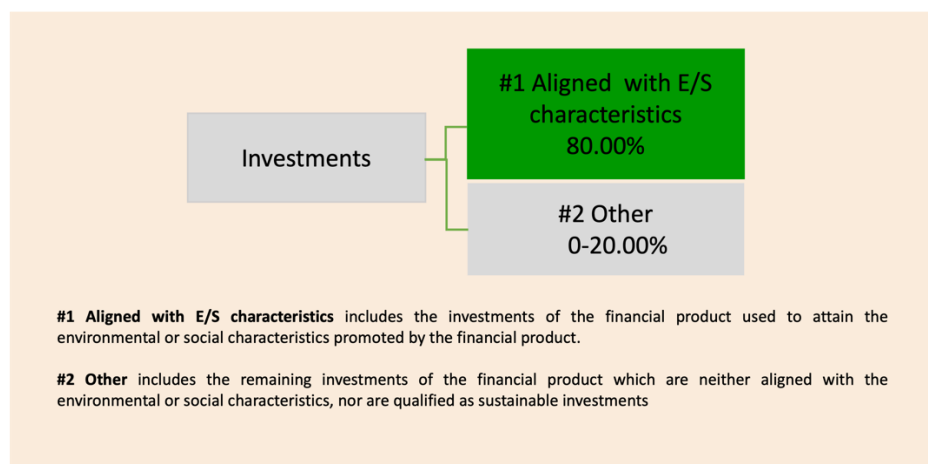 #1 Aligned with E/S
characteristics
80.00%
Investments
#2 Other
0-20.00%
#1 Aligned with E/S characteristics includes the investments of the financial product used to attain the
environmental or social characteristics promoted by the financial product.
#2 Other includes the remaining investments of the financial product which are neither aligned with the
environmental or social characteristics, nor are qualified as sustainable investments